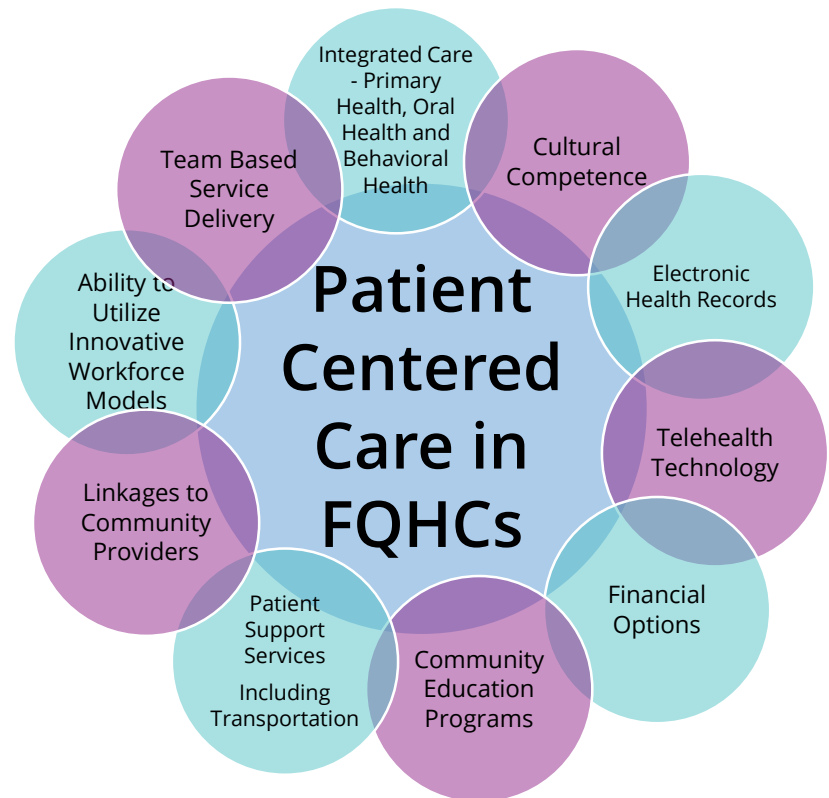 Integrated Care
- Primary
Health, Oral
Health and
Behavioral
Health
Cultural
Competence
Electronic
Health Records
Telehealth
Technology
Financial
Options
Community
Education
Programs
Patient
Support
Services
Including
Transportation
Linkages to
Community
Providers
Ability to
Utilize
Innovative
Workforce
Models
Team Based
Service
Delivery
Patient
Centered
Care in
FQHCs